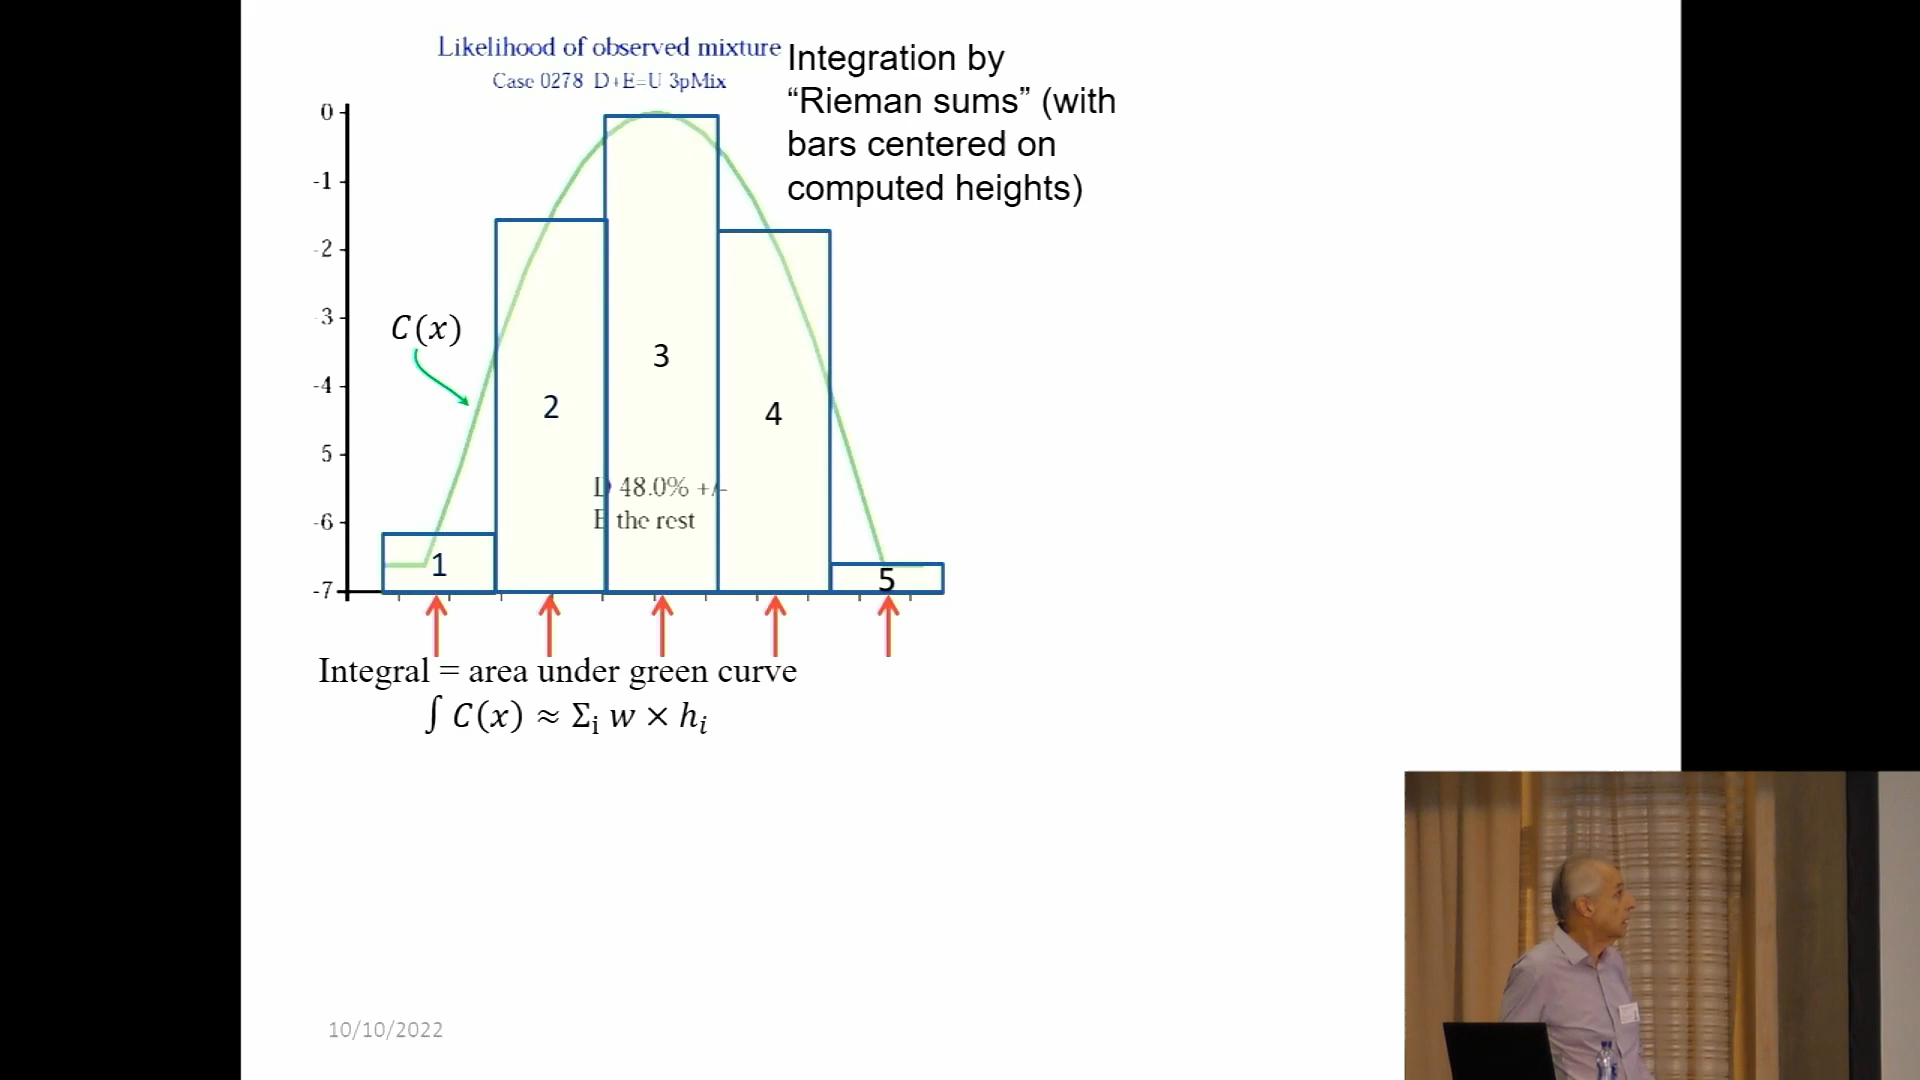 Likelihood of observed mixture
Case 0278 D+E=U 3pMix
Integration by
“Rieman sums” (with
bars centered on
computed heights)
0
-1
-2
3
-4
5
-6
-7
C(x)
1
2
3
4
5
D 48.0% +/-
E the rest
Integral = area under green curve
∫ C(x) ≈ Σᵢ w × hᵢ
10/10/2022